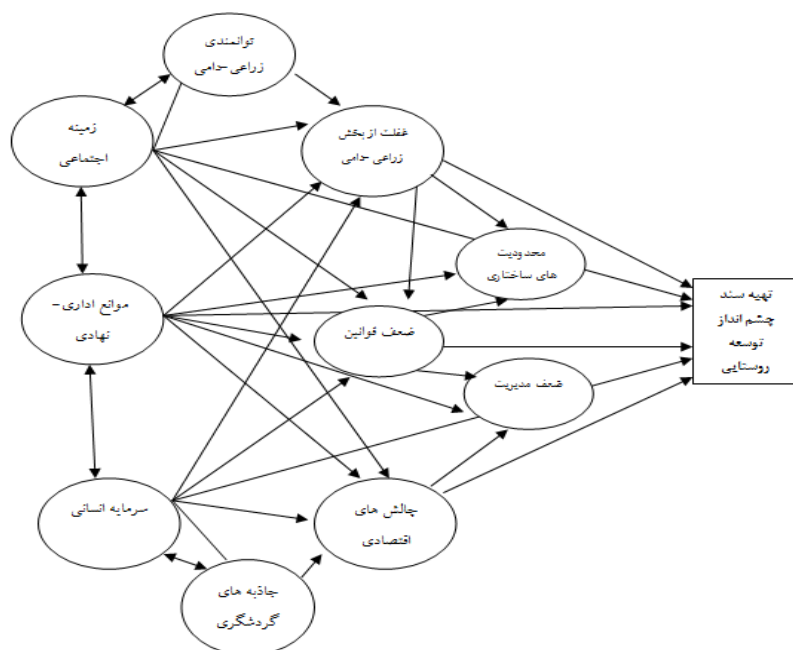 توانمندی
زراعی-دامی
زمینه
اجتماعی
غفلت از بخش
زراعی-دامی
محدودیت
های ساختاری
موانع اداری-
نهادی
تهیه سند
چشم انداز
توسعه
روستایی
ضعف قوانین
ضعف مدیریت
سرمایه انسانی
چالش های
اقتصادی
جاذبه های
گردشگری